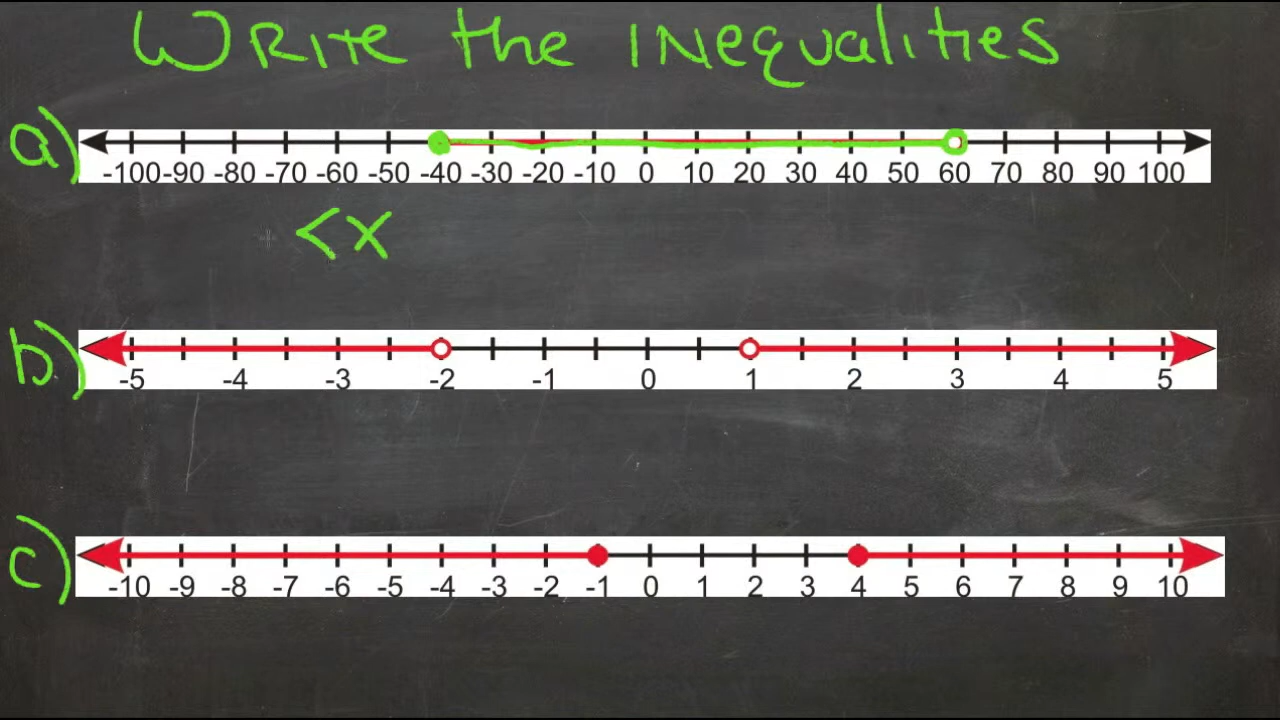 Write the inequalities
a)
-100 -90 -80 -70 -60 -50 -40 -30 -20 -10 0 10 20 30 40 50 60 70 80 90 100
< x
b)
-5 -4 -3 -2 -1 0 1 2 3 4 5
c)
-10 -9 -8 -7 -6 -5 -4 -3 -2 -1 0 1 2 3 4 5 6 7 8 9 10